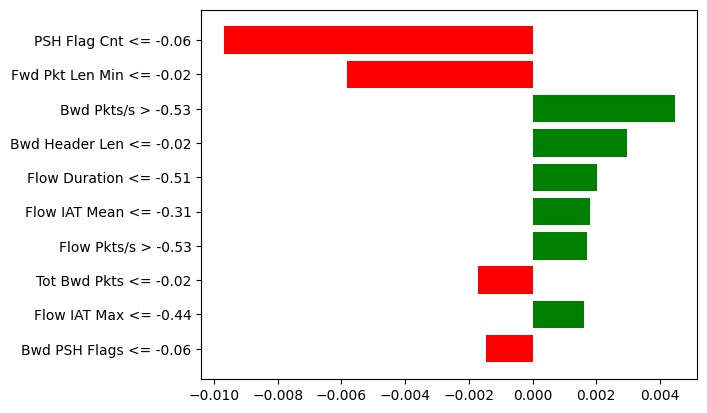 PSH Flag Cnt <= -0.06
Fwd Pkt Len Min <= -0.02
Bwd Pkts/s > -0.53
Bwd Header Len <= -0.02
Flow Duration <= -0.51
Flow IAT Mean <= -0.31
Flow Pkts/s > -0.53
Tot Bwd Pkts <= -0.02
Flow IAT Max <= -0.44
Bwd PSH Flags <= -0.06
−0.010 −0.008 −0.006 −0.004 −0.002 0.000 0.002 0.004